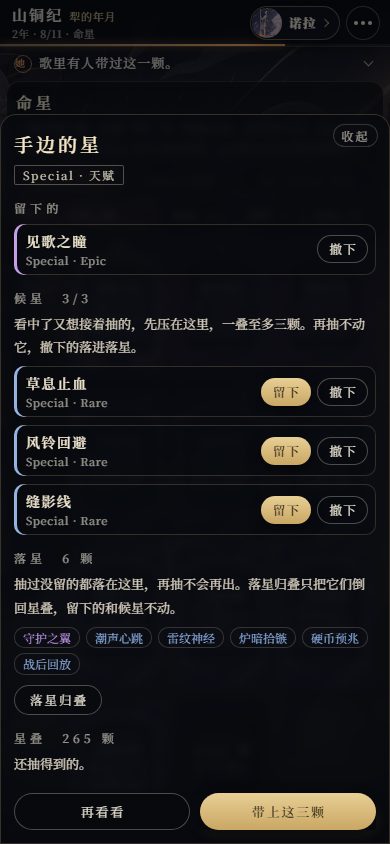 山铜纪 犁的年月
2年 · 8/11 · 命星
诺拉
她 歌里有人带过这一颗。
命星
手边的星
收起
Special · 天赋
留下的
见歌之瞳
Special · Epic
撤下
候星 3/3
看中了又想接着抽的，先压在这里，一叠至多三颗。再抽不动
它，撤下的落进落星。
草息止血
Special · Rare
留下
撤下
风铃回避
Special · Rare
留下
撤下
缝影线
Special · Rare
留下
撤下
落星 6 颗
抽过没留的都落在这里，再抽不会再出。落星归叠只把它们倒
回星叠，留下的和候星不动。
守护之翼 潮声心跳 雷纹神经 炉暗拾骸 硬币预兆
战后回放
落星归叠
星叠 265 颗
还抽得到的。
再看看
带上这三颗